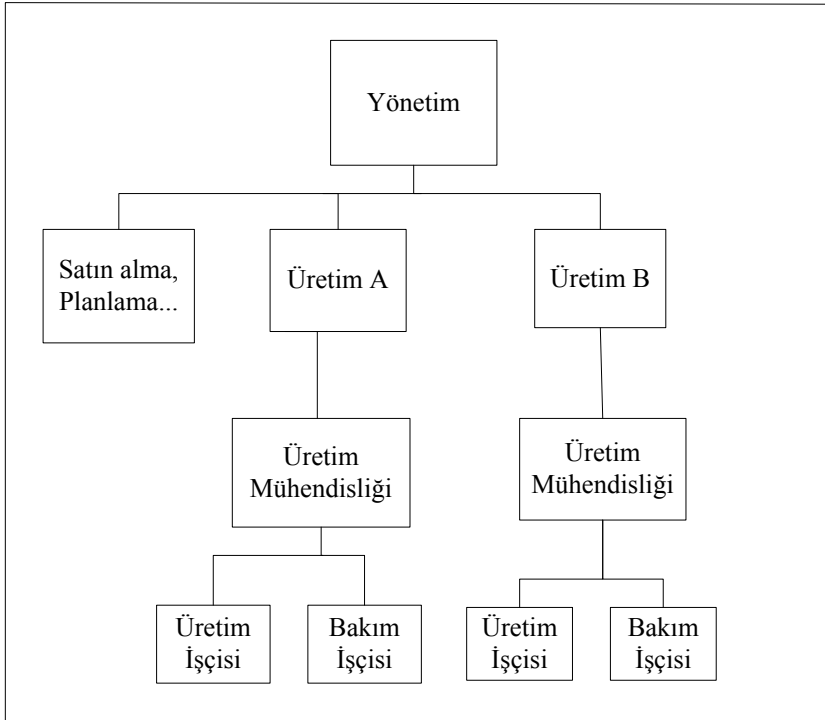 Yönetim
Satın alma,
Planlama...
Üretim A
Üretim B
Üretim
Mühendisliği
Üretim
Mühendisliği
Üretim
İşçisi
Bakım
İşçisi
Üretim
İşçisi
Bakım
İşçisi